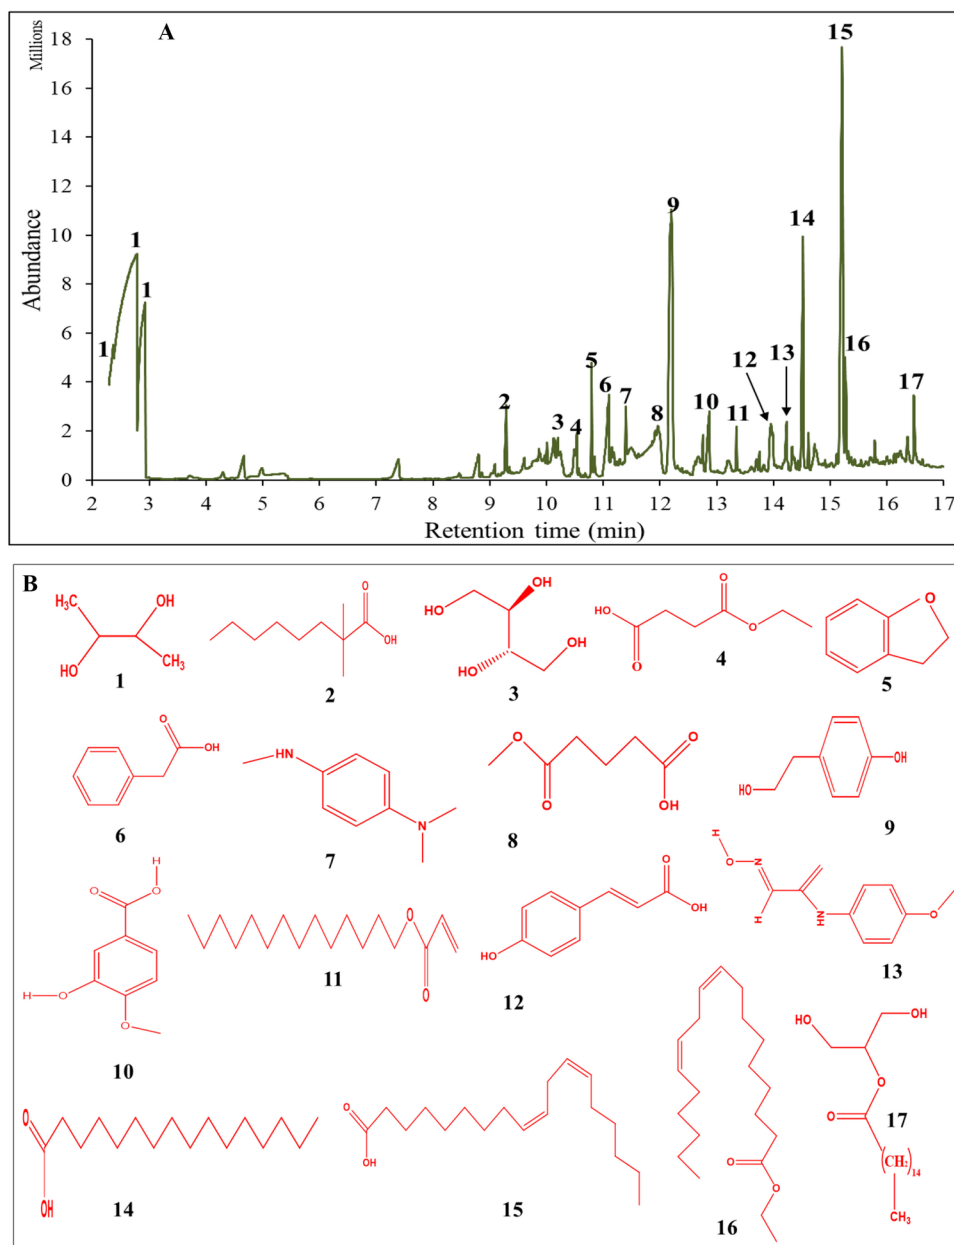 A
Millions
Abundance
18
16
14
12
10
8
6
4
2
0
1
1
1
2
3
4
5
6
7
8
9
10
11
12
13
14
15
16
17
2 3 4 5 6 7 8 9 10 11 12 13 14 15 16 17
Retention time (min)
B
H₃C OH
HO CH₃
1
O
OH
2
OH
HO
OH
HO
3
O
HO
O
O
4
O
5
O
OH
6
HN
N
7
O
O
O
OH
8
OH
HO
9
H
O
O
H
O
O
10
O
O
11
O
OH
HO
12
H
O
N
H
NH
O
13
O
OH
14
O
OH
15
O
O
16
HO
OH
O
O
17
(CH₂)
14
CH₃